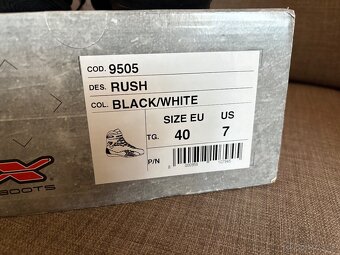 COD. 9505
DES. RUSH
COL. BLACK/WHITE
SIZE EU US
TG. 40 7
P/N
BOOTS